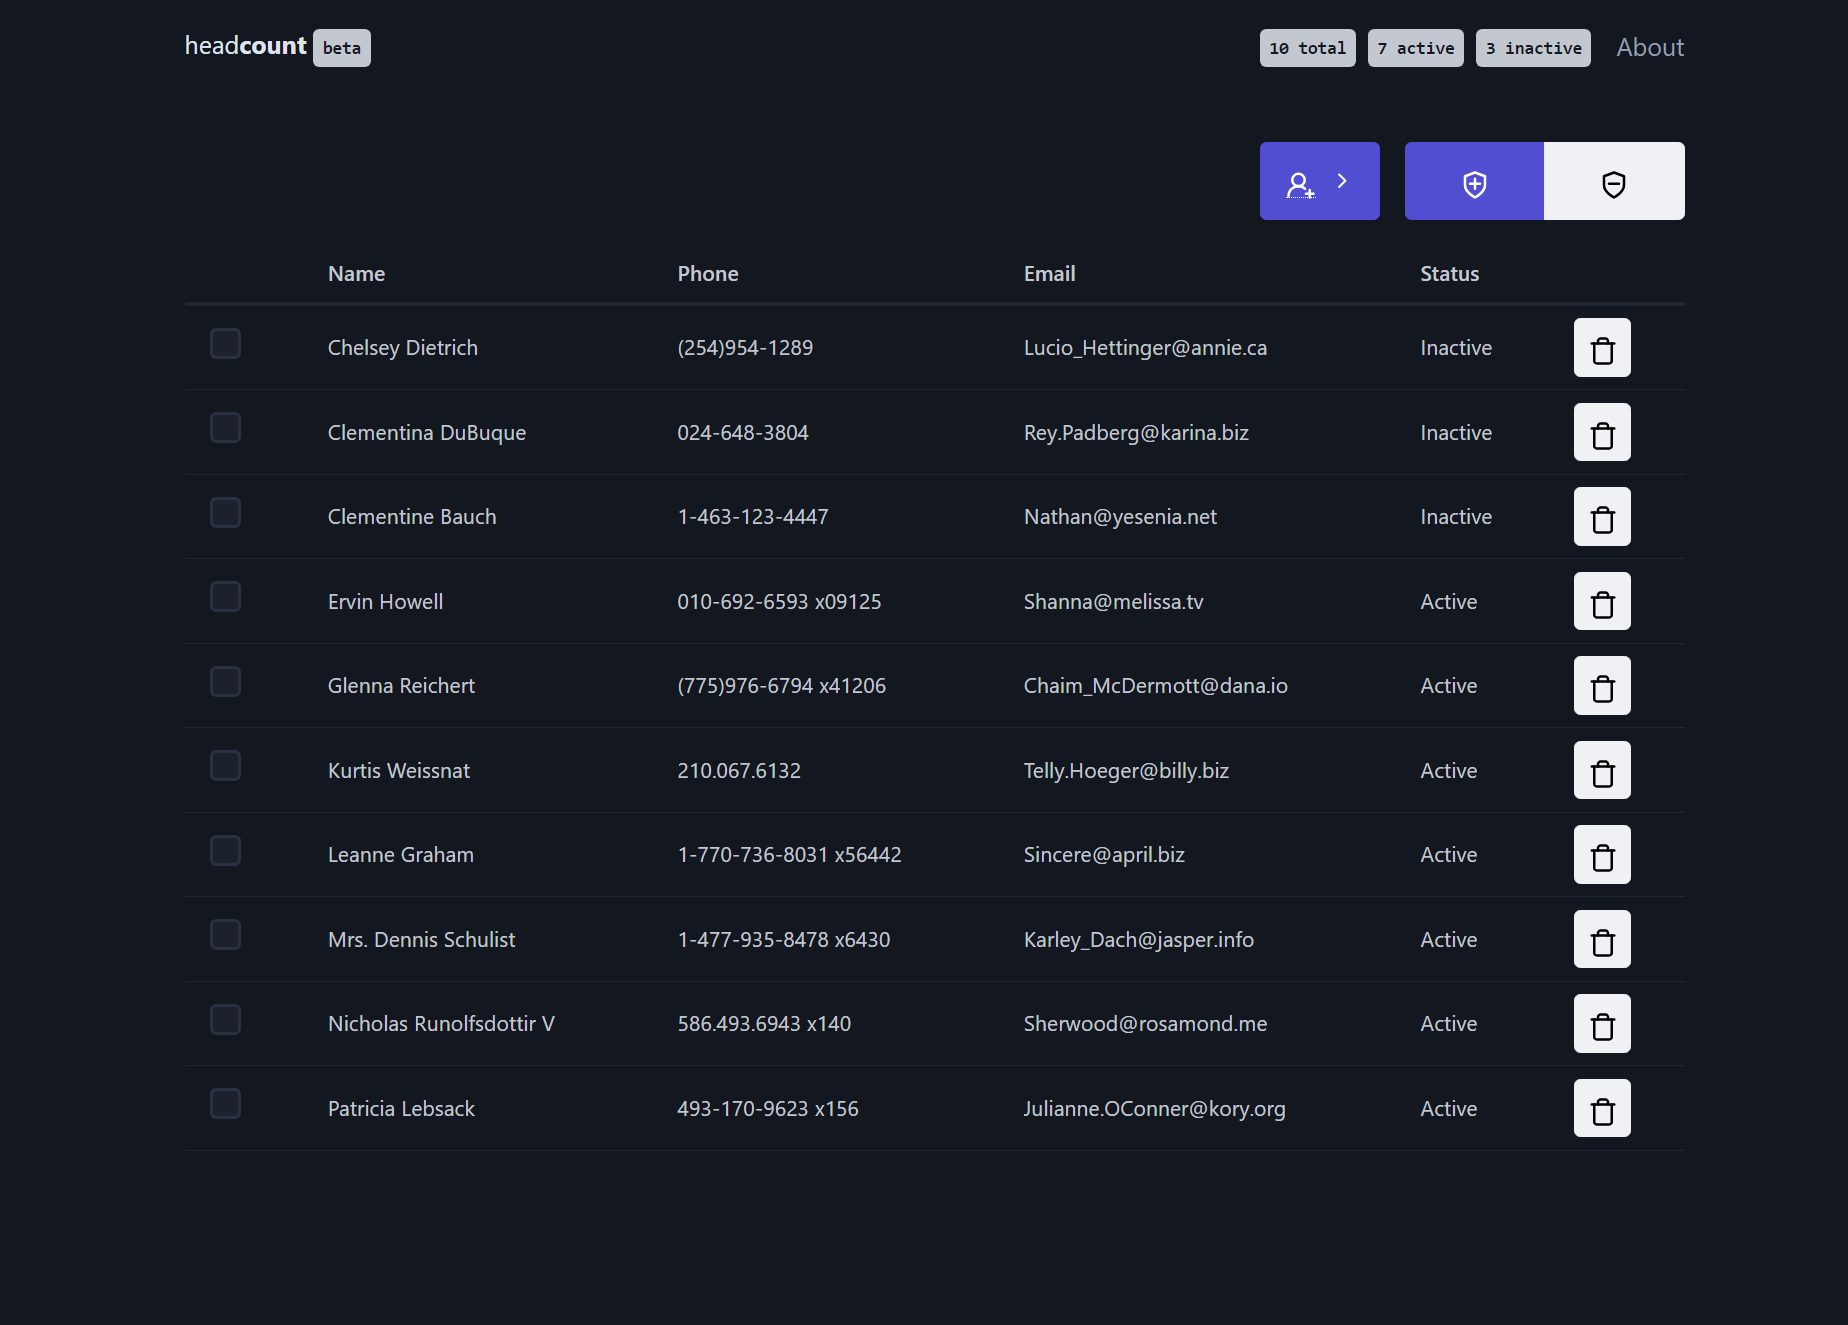 headcount beta 10 total 7 active 3 inactive About
Name Phone Email Status
Chelsey Dietrich (254)954-1289 Lucio_Hettinger@annie.ca Inactive
Clementina DuBuque 024-648-3804 Rey.Padberg@karina.biz Inactive
Clementine Bauch 1-463-123-4447 Nathan@yesenia.net Inactive
Ervin Howell 010-692-6593 x09125 Shanna@melissa.tv Active
Glenna Reichert (775)976-6794 x41206 Chaim_McDermott@dana.io Active
Kurtis Weissnat 210.067.6132 Telly.Hoeger@billy.biz Active
Leanne Graham 1-770-736-8031 x56442 Sincere@april.biz Active
Mrs. Dennis Schulist 1-477-935-8478 x6430 Karley_Dach@jasper.info Active
Nicholas Runolfsdottir V 586.493.6943 x140 Sherwood@rosamond.me Active
Patricia Lebsack 493-170-9623 x156 Julianne.OConner@kory.org Active